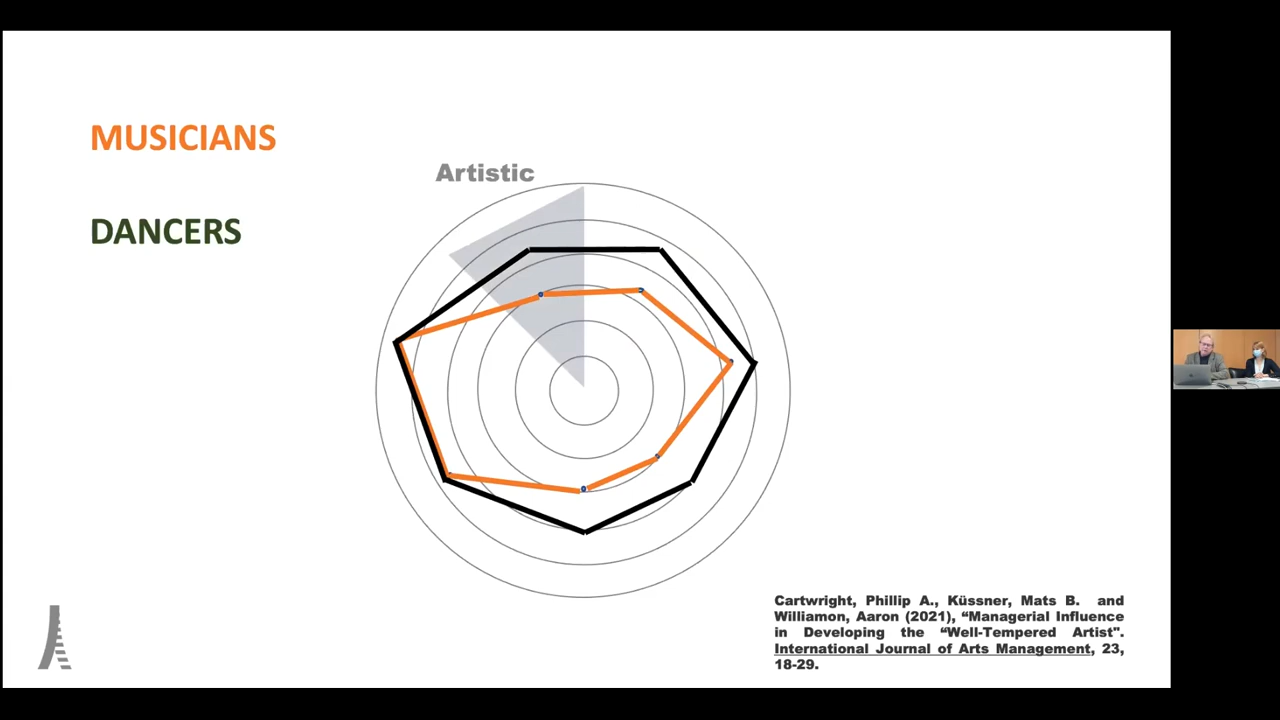 MUSICIANS
Artistic
DANCERS
Cartwright, Phillip A., Küssner, Mats B. and
Williamon, Aaron (2021), “Managerial Influence
in Developing the “Well-Tempered Artist".
International Journal of Arts Management, 23,
18-29.